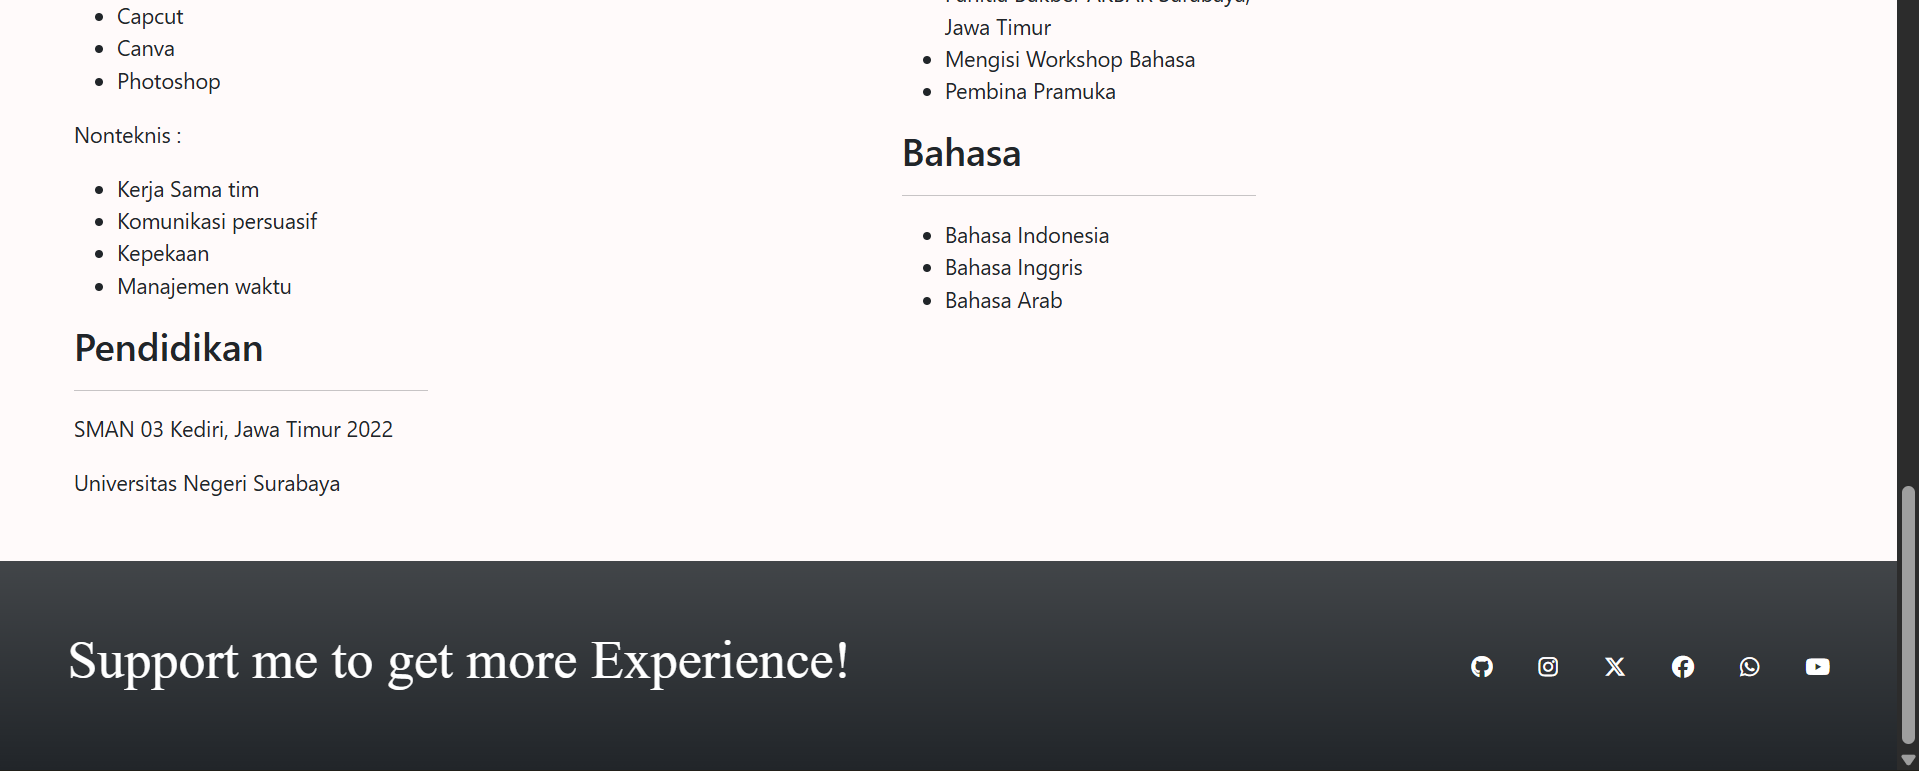 Capcut
Canva
Photoshop
Nonteknis :
Kerja Sama tim
Komunikasi persuasif
Kepekaan
Manajemen waktu
Pendidikan
SMAN 03 Kediri, Jawa Timur 2022
Universitas Negeri Surabaya
Jawa Timur
Mengisi Workshop Bahasa
Pembina Pramuka
Bahasa
Bahasa Indonesia
Bahasa Inggris
Bahasa Arab
Support me to get more Experience!